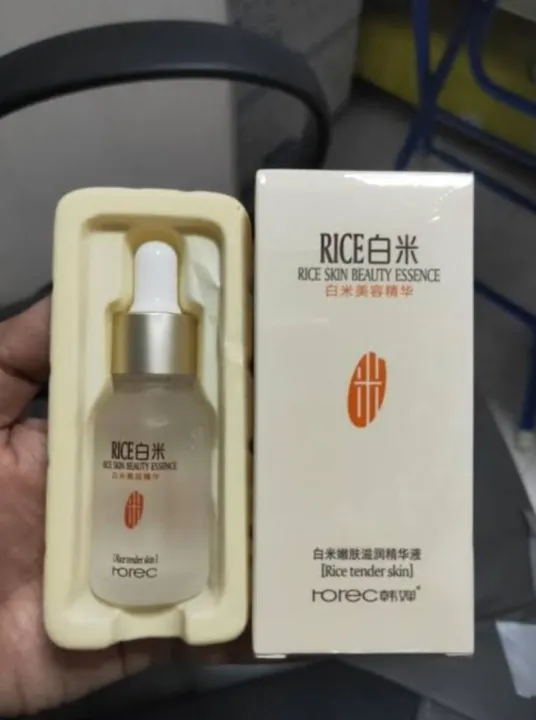 RICE白米
RICE SKIN BEAUTY ESSENCE
白米美容精华
[Rice tender skin]
rorec
RICE白米
RICE SKIN BEAUTY ESSENCE
白米美容精华
米
白米嫩肤滋润精华液
[Rice tender skin]
rorec韩婵